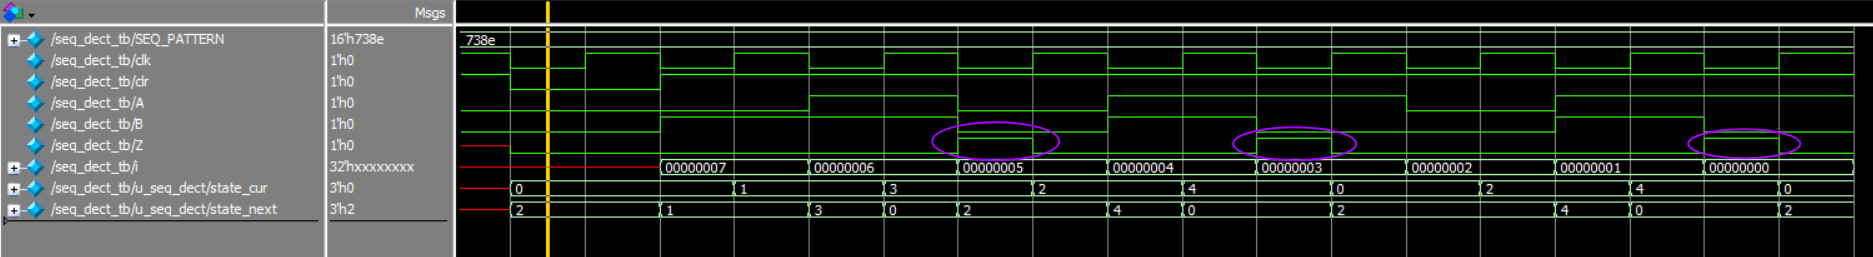 Msgs
/seq_dect_tb/SEQ_PATTERN 16'h738e 738e
/seq_dect_tb/clk 1'h0
/seq_dect_tb/clr 1'h0
/seq_dect_tb/A 1'h0
/seq_dect_tb/B 1'h0
/seq_dect_tb/Z 1'h0
/seq_dect_tb/i 32'hxxxxxxxx 00000007 00000006 00000005 00000004 00000003 00000002 00000001 00000000
/seq_dect_tb/u_seq_dect/state_cur 3'h0 0 1 3 2 4 0 2 4 0
/seq_dect_tb/u_seq_dect/state_next 3'h2 2 1 3 0 2 4 0 2 4 0 2